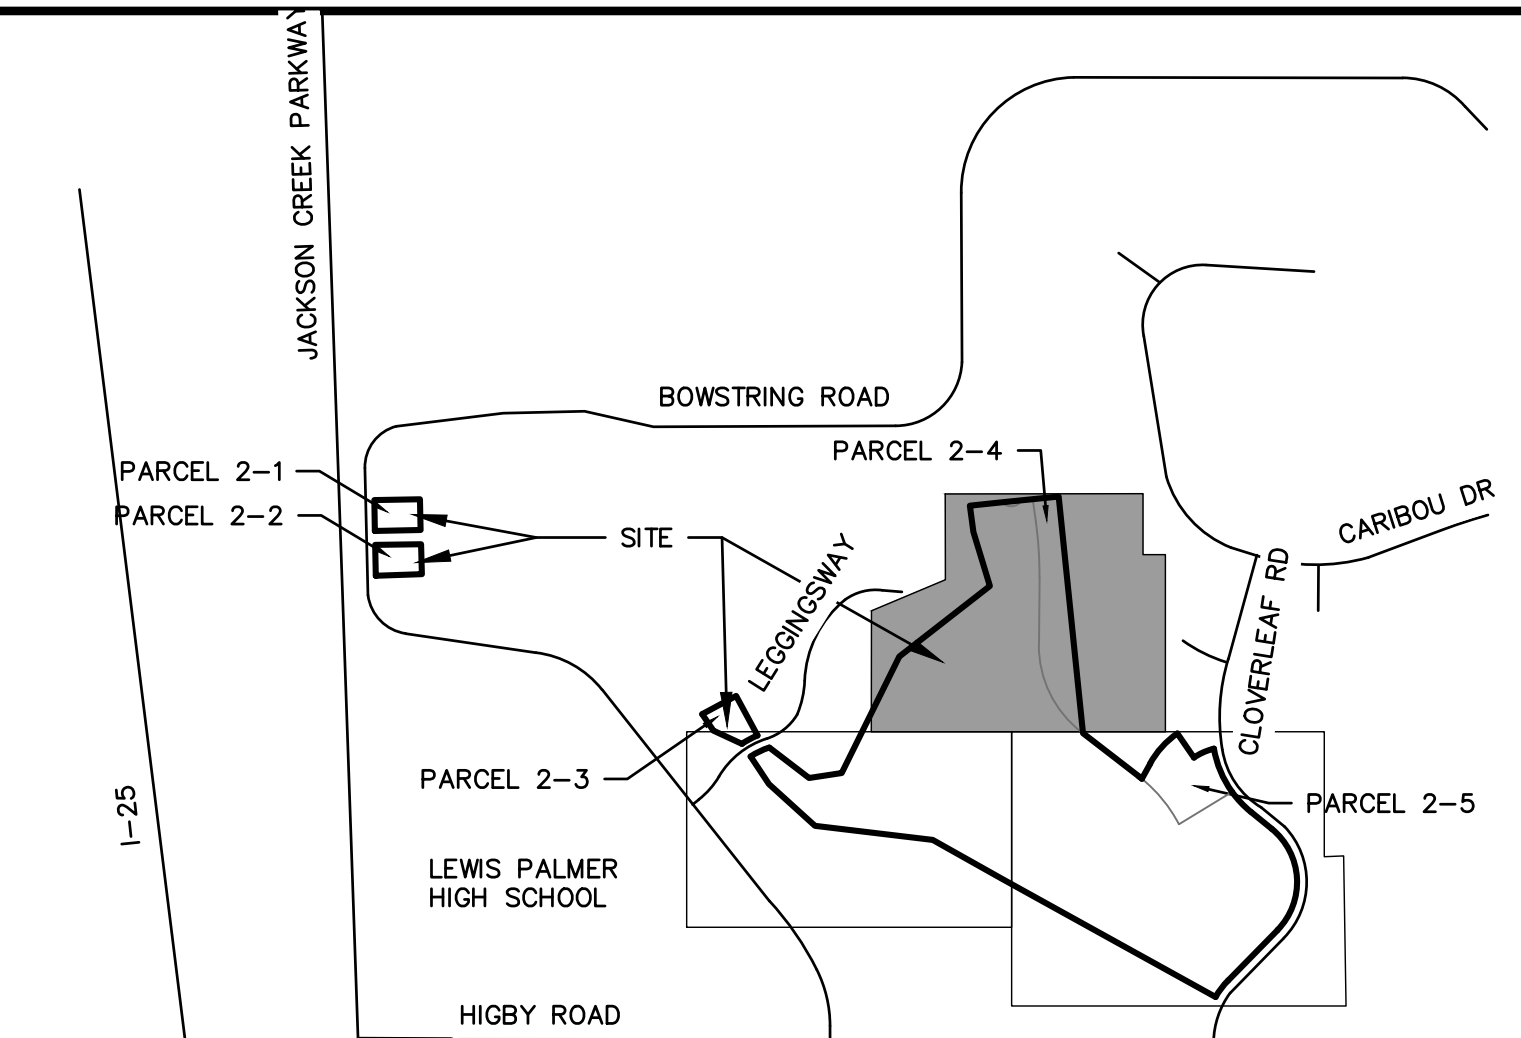 JACKSON CREEK PARKWAY
BOWSTRING ROAD
PARCEL 2-4
PARCEL 2-1
PARCEL 2-2
SITE
CARIBOU DR
LEGGINGSWAY
CLOVERLEAF RD
PARCEL 2-3
PARCEL 2-5
I-25
LEWIS PALMER
HIGH SCHOOL
HIGBY ROAD